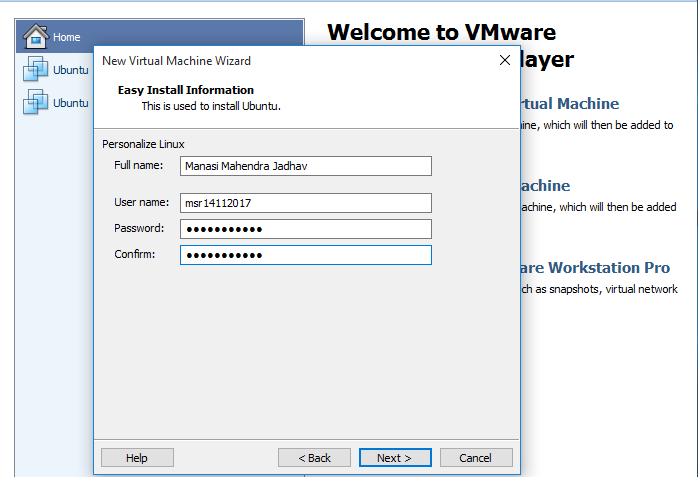 Home
Ubuntu
Ubuntu
Welcome to VMware
layer
rtual Machine
ine, which will then be added to
achine
achine, which will then be added
are Workstation Pro
ch as snapshots, virtual network
New Virtual Machine Wizard
Easy Install Information
This is used to install Ubuntu.
Personalize Linux
Full name: Manasi Mahendra Jadhav
User name: msr14112017
Password: ●●●●●●●●●●●
Confirm: ●●●●●●●●●●●
Help < Back Next > Cancel